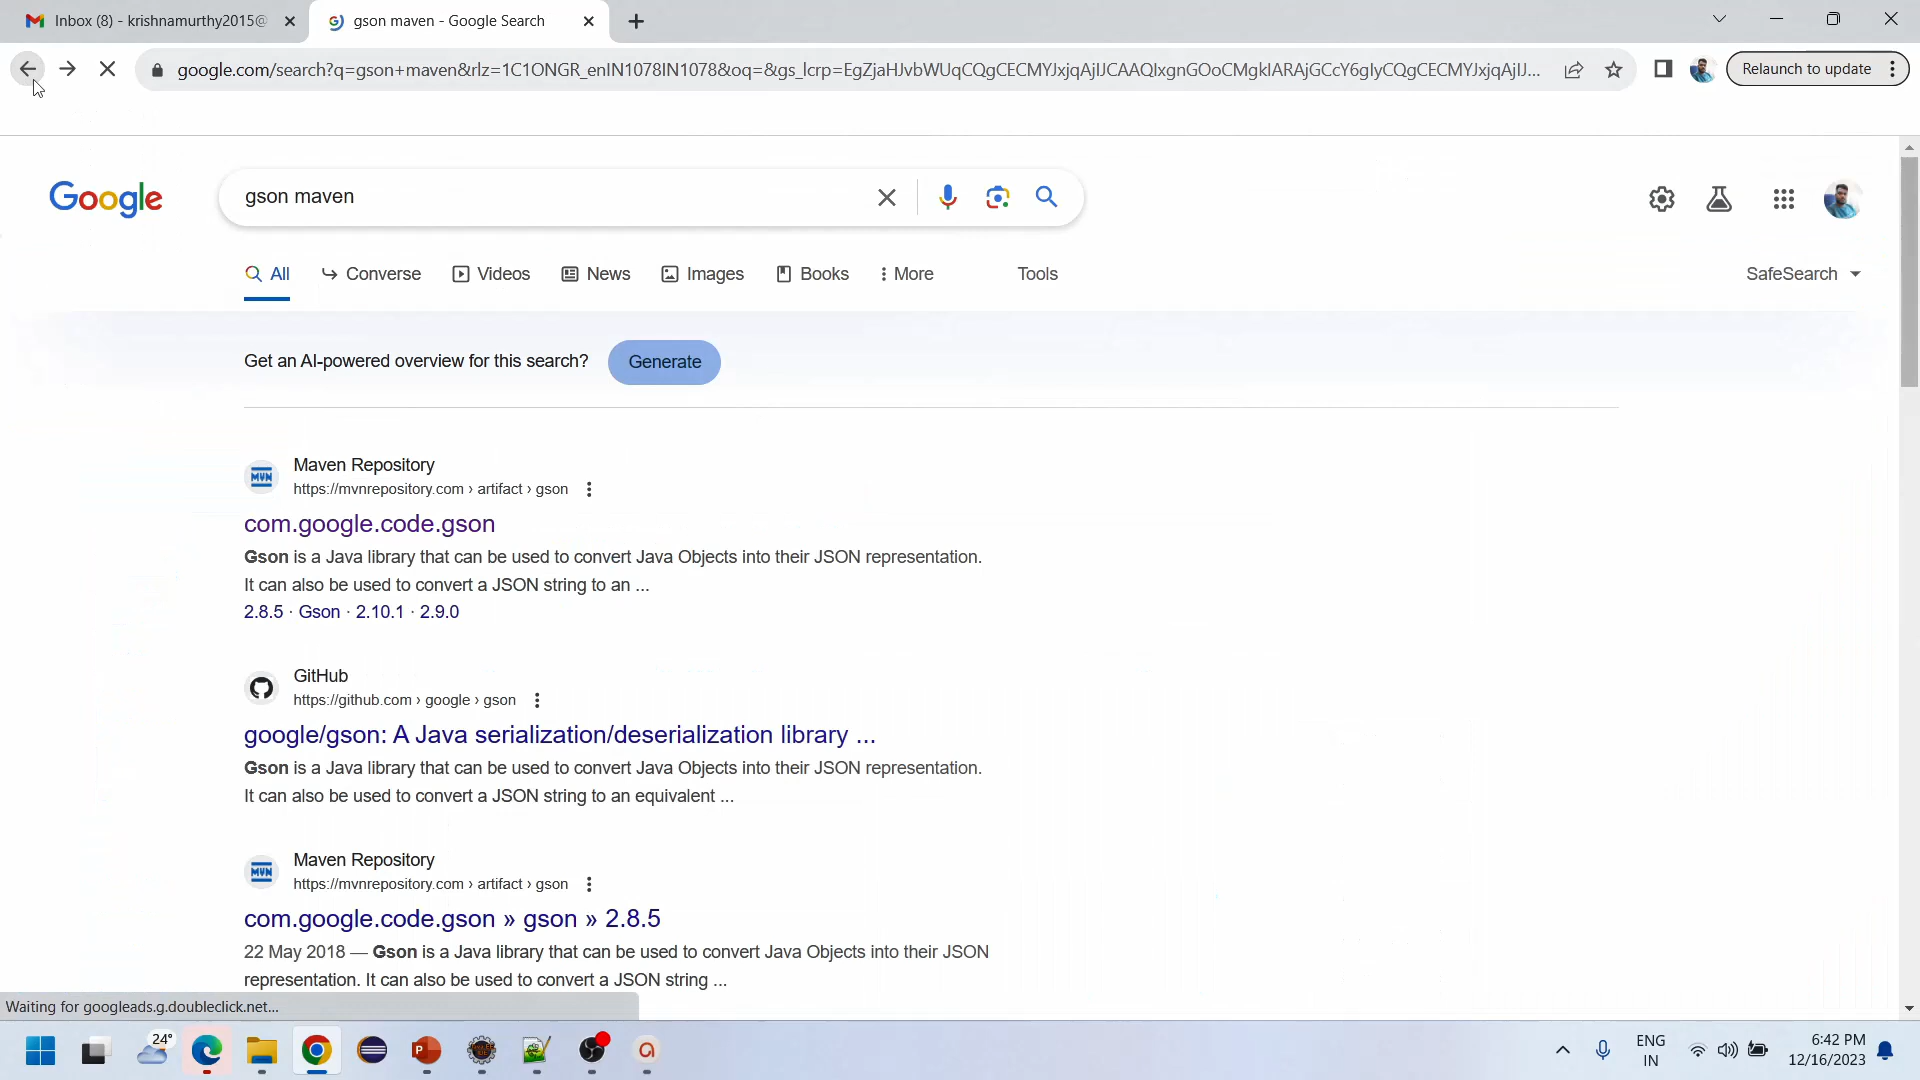 Inbox (8) - krishnamurthy2015@
gson maven - Google Search
google.com/search?q=gson+maven&rlz=1C1ONGR_enIN1078IN1078&oq=&gs_lcrp=
Relaunch to update
Google
gson maven
All
Converse
Videos
News
Images
Books
More
Tools
SafeSearch
Get an AI-powered overview for this search?
Generate
MVN
Maven Repository
https://mvnrepository.com › artifact › gson
com.google.code.gson
Gson is a Java library that can be used to convert Java Objects into their JSON representation.
It can also be used to convert a JSON string to an ...
2.8.5 · Gson · 2.10.1 · 2.9.0
GitHub
https://github.com › google › gson
google/gson: A Java serialization/deserialization library ...
Gson is a Java library that can be used to convert Java Objects into their JSON representation.
It can also be used to convert a JSON string to an equivalent ...
MVN
Maven Repository
https://mvnrepository.com › artifact › gson
com.google.code.gson » gson » 2.8.5
22 May 2018 — Gson is a Java library that can be used to convert Java Objects into their JSON
representation. It can also be used to convert a JSON string ...
Waiting for googleads.g.doubleclick.net...
24°
ENG
IN
6:42 PM
12/16/2023